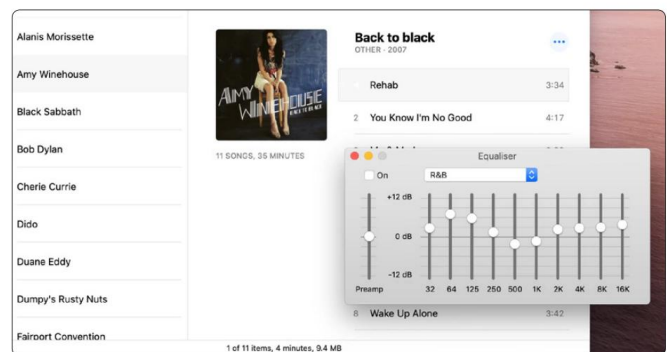 Alanis Morissette
Amy Winehouse
Black Sabbath
Bob Dylan
Cherie Currie
Dido
Duane Eddy
Dumpy's Rusty Nuts
Fairport Convention
AMY WINEHOUSE
BACK TO BLACK
11 SONGS, 35 MINUTES
Back to black
OTHER · 2007
Rehab 3:34
2 You Know I'm No Good 4:17
Equaliser
On R&B
+12 dB
0 dB
-12 dB
Preamp 32 64 125 250 500 1K 2K 4K 8K 16K
8 Wake Up Alone 3:42
1 of 11 items, 4 minutes, 9.4 MB